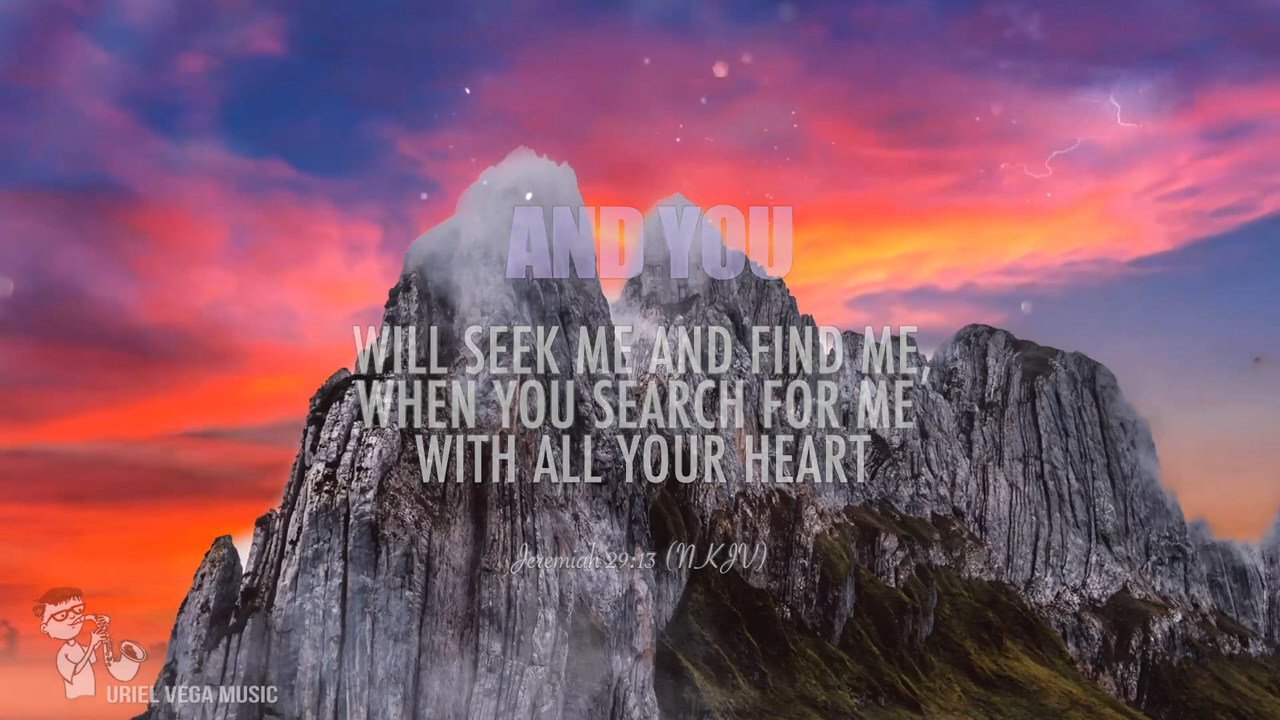 AND YOU
WILL SEEK ME AND FIND ME,
WHEN YOU SEARCH FOR ME
WITH ALL YOUR HEART
Jeremiah 29:13 (NKJV)
URIEL VEGA MUSIC